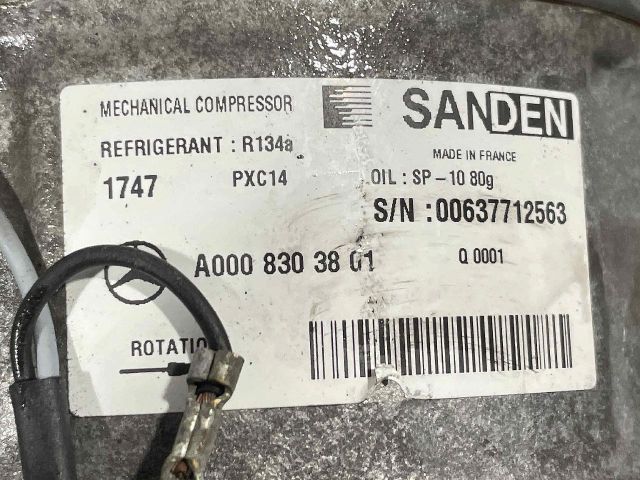 MECHANICAL COMPRESSOR
SANDEN
REFRIGERANT : R134a
MADE IN FRANCE
1747 PXC14 OIL : SP-10 80g
S/N : 00637712563
A000 830 38 01 Q 0001
ROTATIO